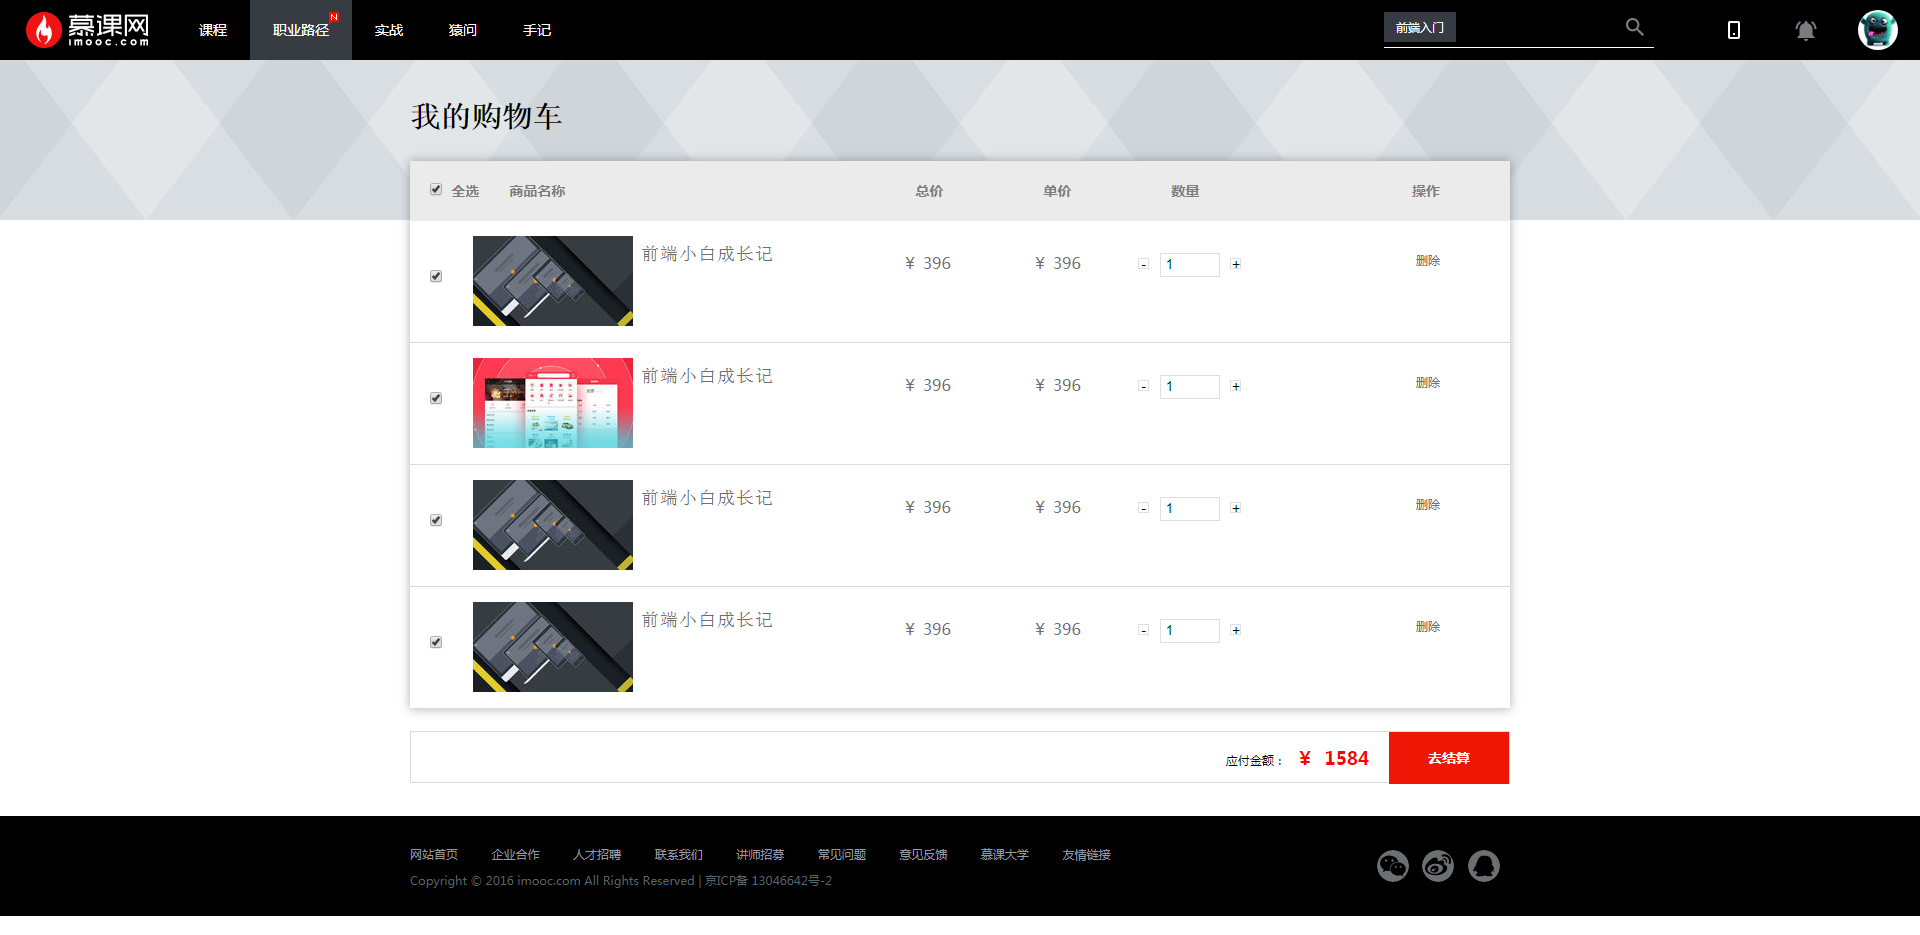 慕课网 课程 职业路径 N 实战 猿问 手记 前端入门
imooc.com
我的购物车
全选 商品名称 总价 单价 数量 操作
前端小白成长记 ¥ 396 ¥ 396 - 1 + 删除
前端小白成长记 ¥ 396 ¥ 396 - 1 + 删除
前端小白成长记 ¥ 396 ¥ 396 - 1 + 删除
前端小白成长记 ¥ 396 ¥ 396 - 1 + 删除
应付金额： ¥ 1584 去结算
网站首页 企业合作 人才招聘 联系我们 讲师招募 常见问题 意见反馈 慕课大学 友情链接
Copyright © 2016 imooc.com All Rights Reserved | 京ICP备 13046642号-2